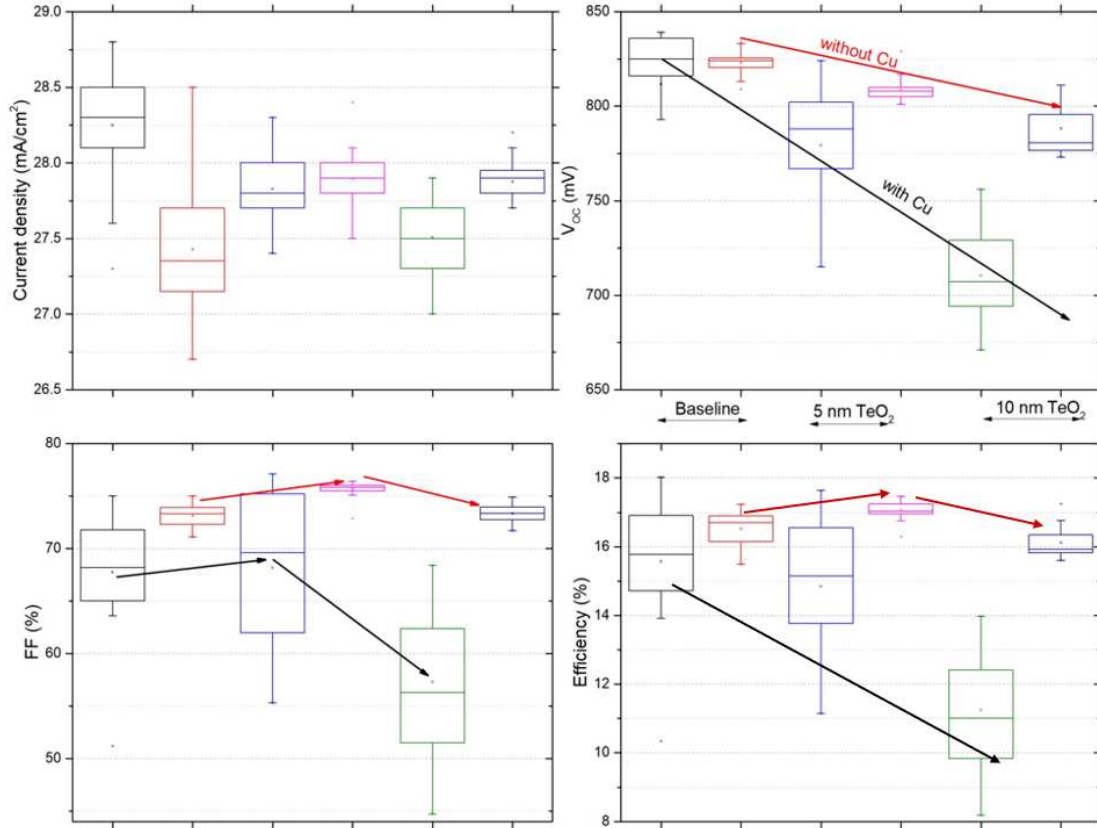 29.0
28.5
28.0
27.5
27.0
26.5
Current density (mA/cm²)
850
800
750
700
650
V_OC (mV)
without Cu
with Cu
Baseline
5 nm TeO₂
10 nm TeO₂
80
70
60
50
FF (%)
18
16
14
12
10
8
Efficiency (%)